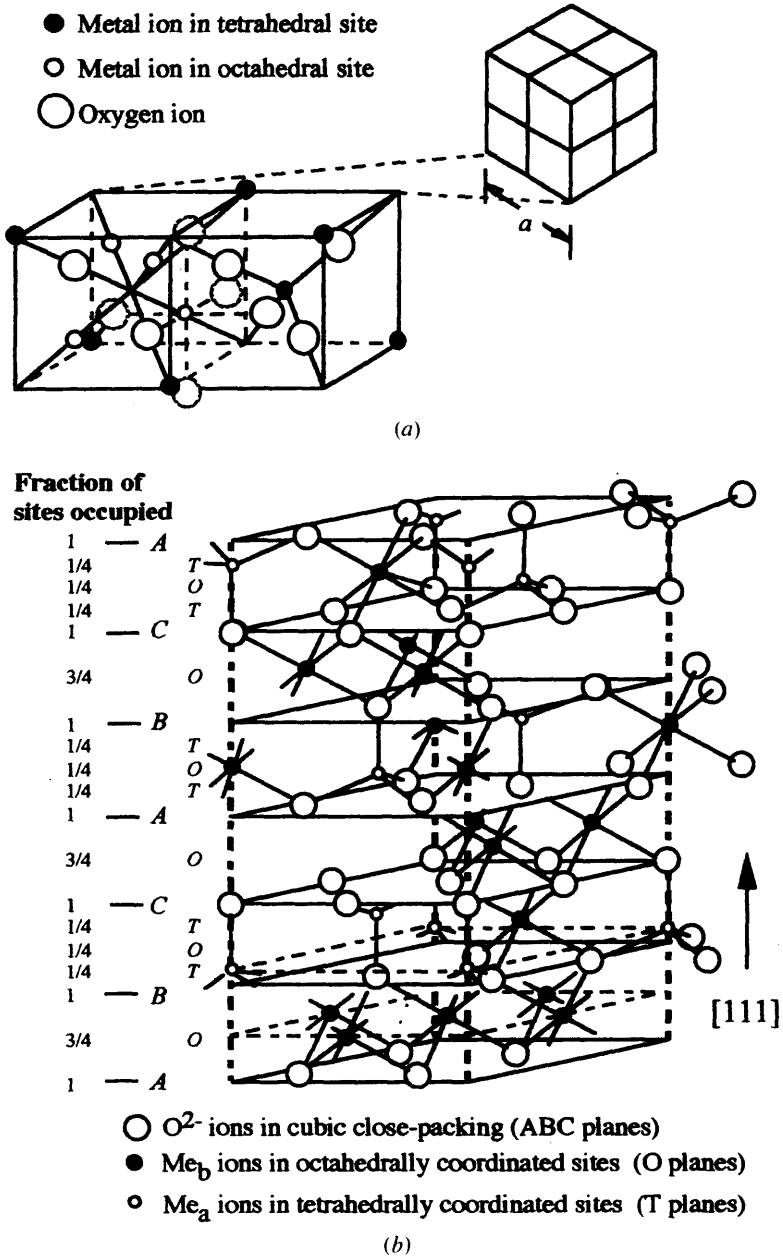 Metal ion in tetrahedral site
Metal ion in octahedral site
Oxygen ion
a
(a)
Fraction of
sites occupied
1 — A
1/4 T
1/4 O
1/4 T
1 — C
3/4 O
1 — B
1/4 T
1/4 O
1/4 T
1 — A
3/4 O
1 — C
1/4 T
1/4 O
1/4 T
1 — B
3/4 O
1 — A
[111]
O2- ions in cubic close-packing (ABC planes)
Meb ions in octahedrally coordinated sites (O planes)
Mea ions in tetrahedrally coordinated sites (T planes)
(b)